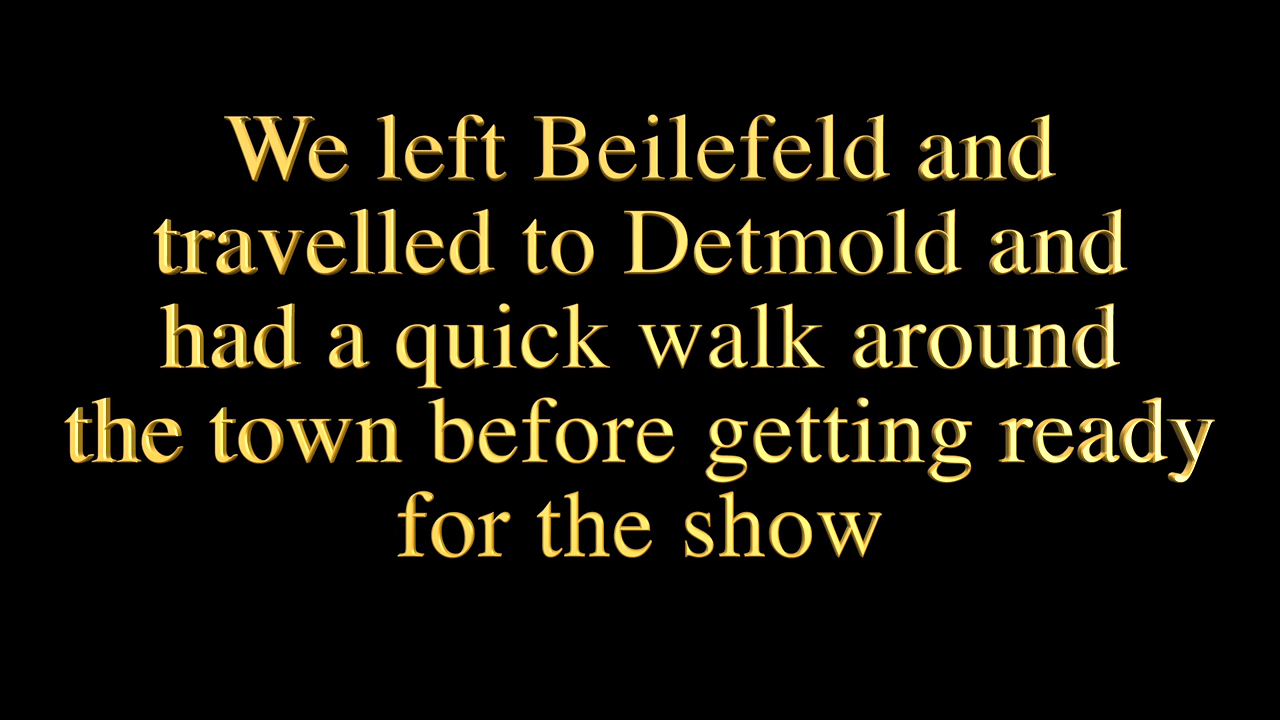 We left Beilefeld and
travelled to Detmold and
had a quick walk around
the town before getting ready
for the show